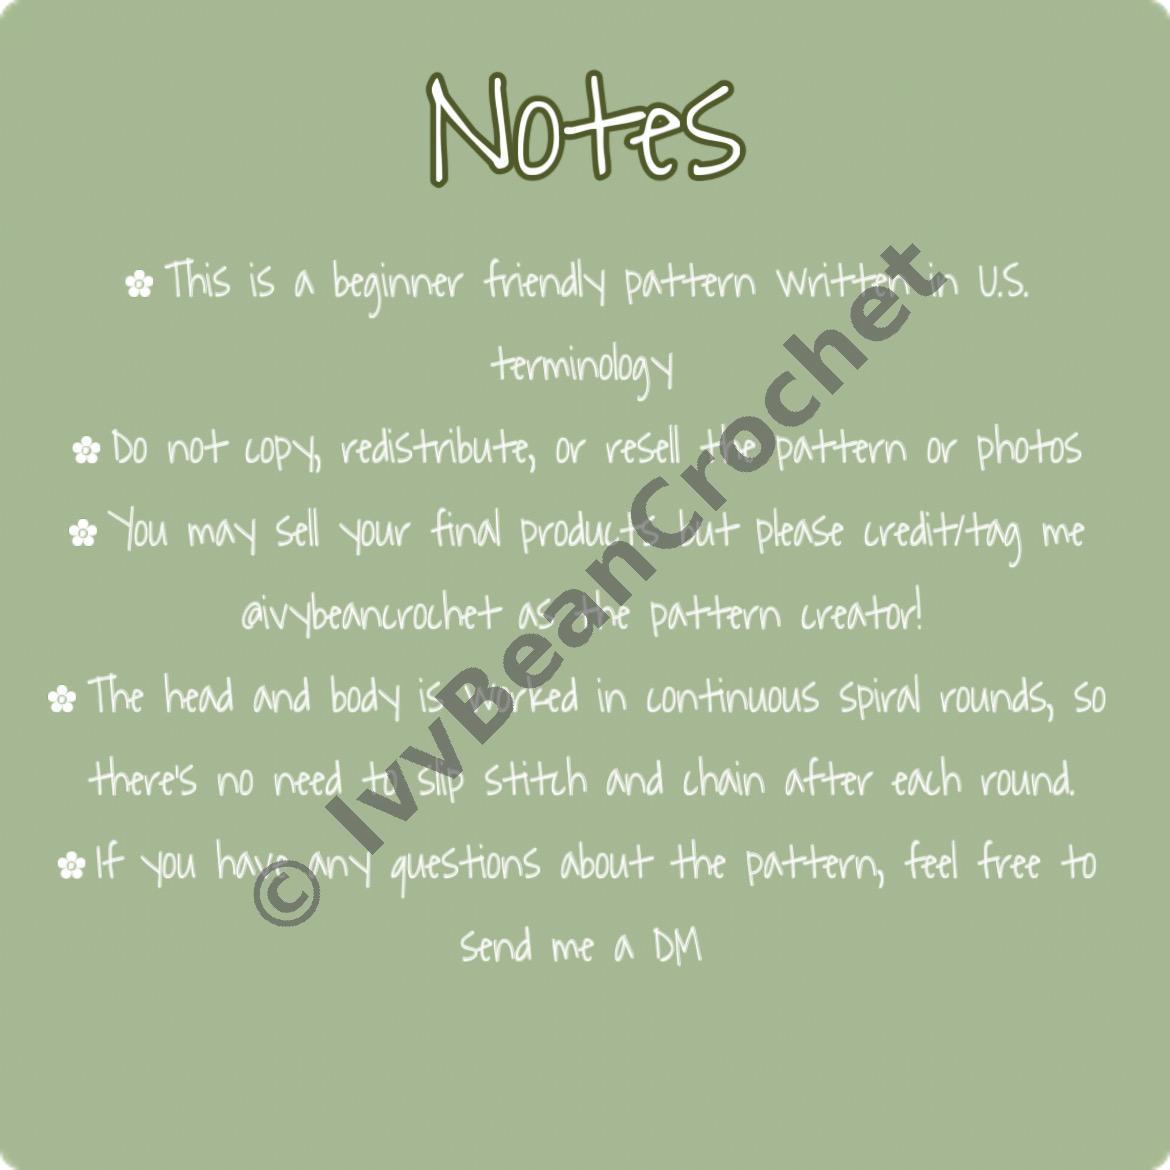 Notes
This is a beginner friendly pattern written in U.S.
terminology
Do not copy, redistribute, or resell the pattern or photos
You may sell your final products but please credit/tag me
@ivybeancrochet as the pattern creator!
The head and body is worked in continuous spiral rounds, so
there's no need to slip stitch and chain after each round.
If you have any questions about the pattern, feel free to
send me a DM
© IvvBeanCrochet